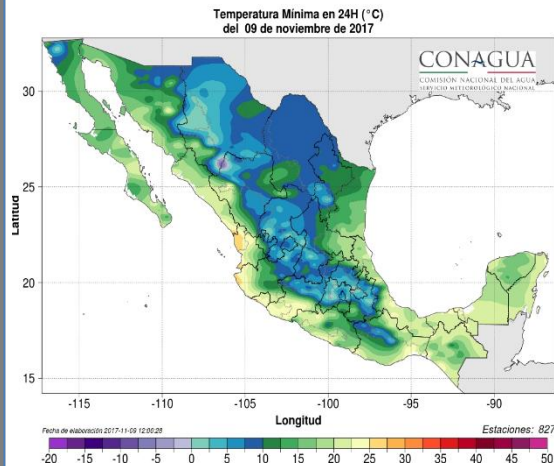 Temperatura Mínima en 24H (°C)
del 09 de noviembre de 2017
CONAGUA
COMISIÓN NACIONAL DEL AGUA
SERVICIO METEOROLÓGICO NACIONAL
Latitud
30
25
20
15
-115 -110 -105 -100 -95 -90
Longitud
Fecha de elaboración 2017-11-09 12:00:28
Estaciones: 827
-20 -15 -10 -5 0 5 10 15 20 25 30 35 40 45 50